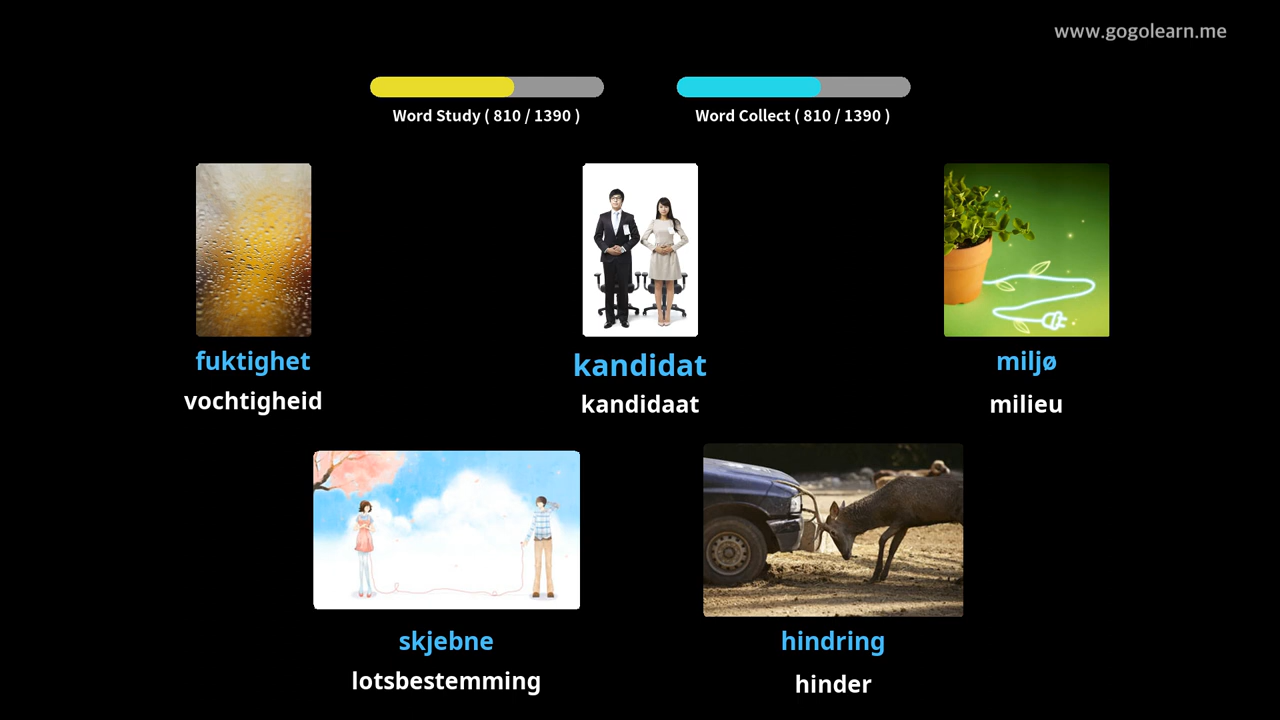 www.gogolearn.me
Word Study ( 810 / 1390 )
Word Collect ( 810 / 1390 )
fuktighet
vochtigheid
kandidat
kandidaat
miljø
milieu
skjebne
lotsbestemming
hindring
hinder